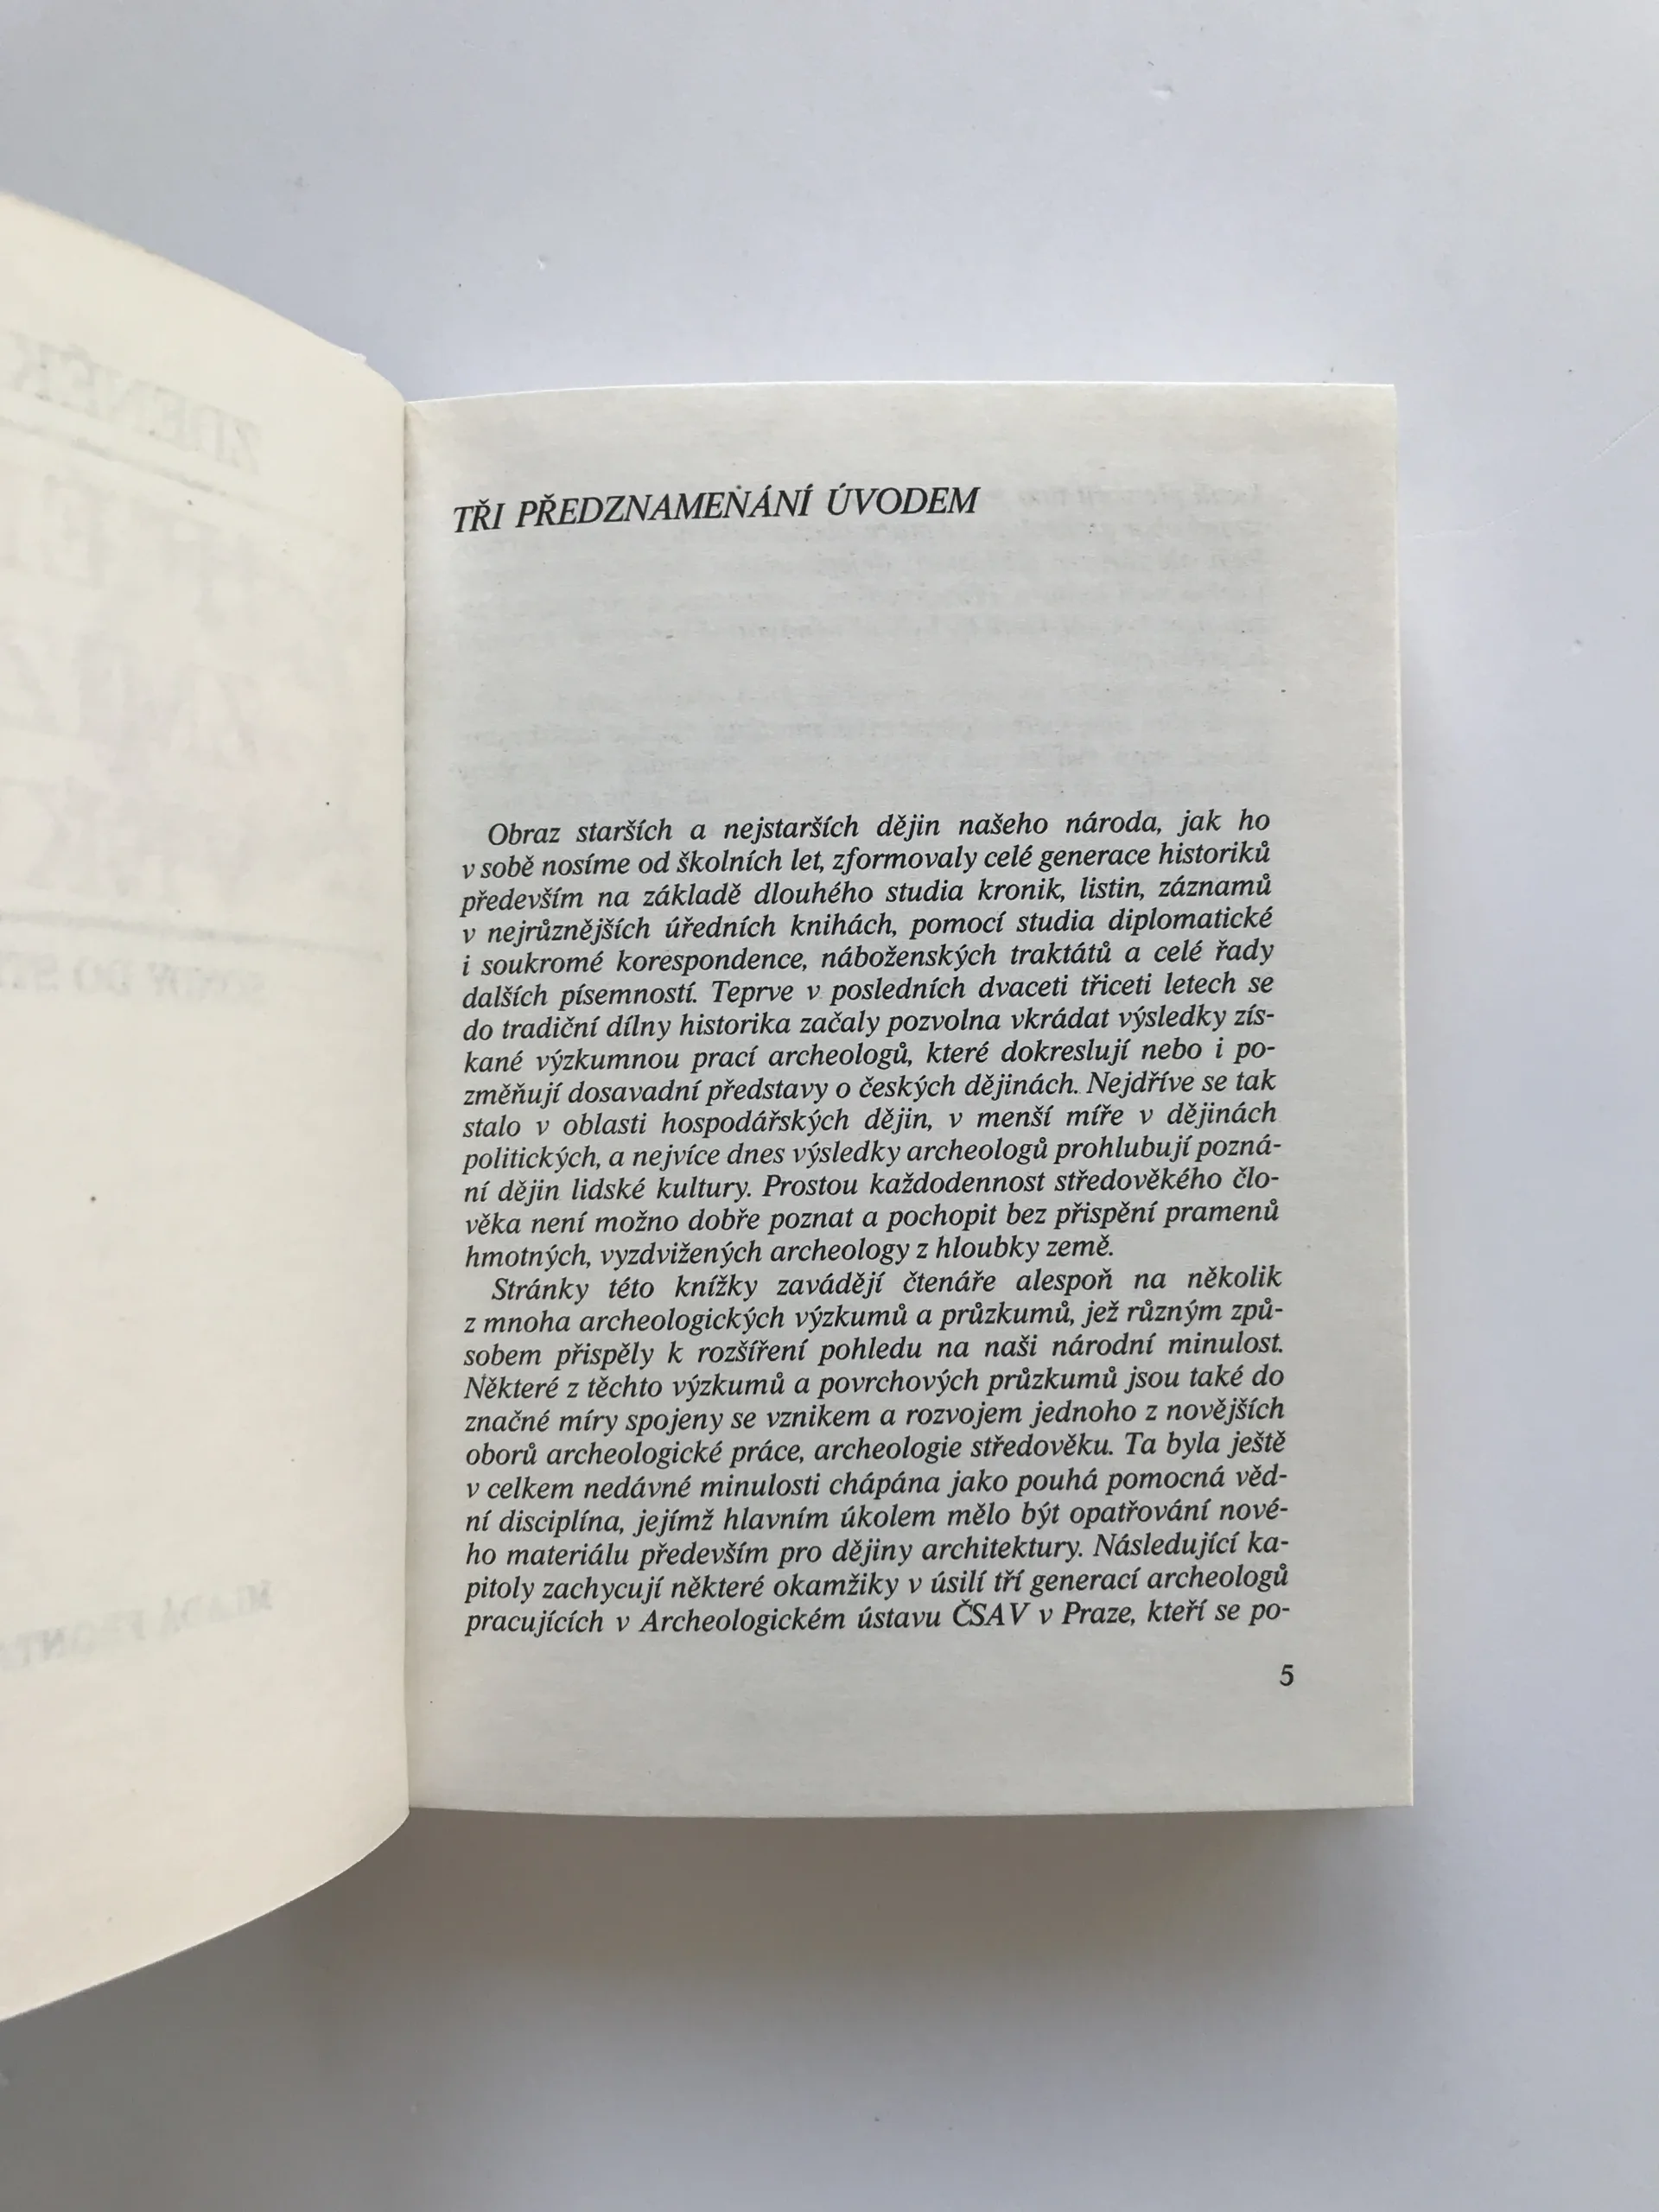 TŘI PŘEDZNAMENÁNÍ ÚVODEM
Obraz starších a nejstarších dějin našeho národa, jak ho
v sobě nosíme od školních let, zformovaly celé generace historiků
především na základě dlouhého studia kronik, listin, záznamů
v nejrůznějších úředních knihách, pomocí studia diplomatické
i soukromé korespondence, náboženských traktátů a celé řady
dalších písemností. Teprve v posledních dvaceti třiceti letech se
do tradiční dílny historika začaly pozvolna vkrádat výsledky zís-
kané výzkumnou prací archeologů, které dokreslují nebo i po-
změňují dosavadní představy o českých dějinách. Nejdříve se tak
stalo v oblasti hospodářských dějin, v menší míře v dějinách
politických, a nejvíce dnes výsledky archeologů prohlubují pozná-
ní dějin lidské kultury. Prostou každodennost středověkého člo-
věka není možno dobře poznat a pochopit bez přispění pramenů
hmotných, vyzdvižených archeology z hloubky země.
Stránky této knížky zavádějí čtenáře alespoň na několik
z mnoha archeologických výzkumů a průzkumů, jež různým způ-
sobem přispěly k rozšíření pohledu na naši národní minulost.
Některé z těchto výzkumů a povrchových průzkumů jsou také do
značné míry spojeny se vznikem a rozvojem jednoho z novějších
oborů archeologické práce, archeologie středověku. Ta byla ještě
v celkem nedávné minulosti chápána jako pouhá pomocná věd-
ní disciplína, jejímž hlavním úkolem mělo být opatřování nové-
ho materiálu především pro dějiny architektury. Následující ka-
pitoly zachycují některé okamžiky v úsilí tří generací archeologů
pracujících v Archeologickém ústavu ČSAV v Praze, kteří se po-
5